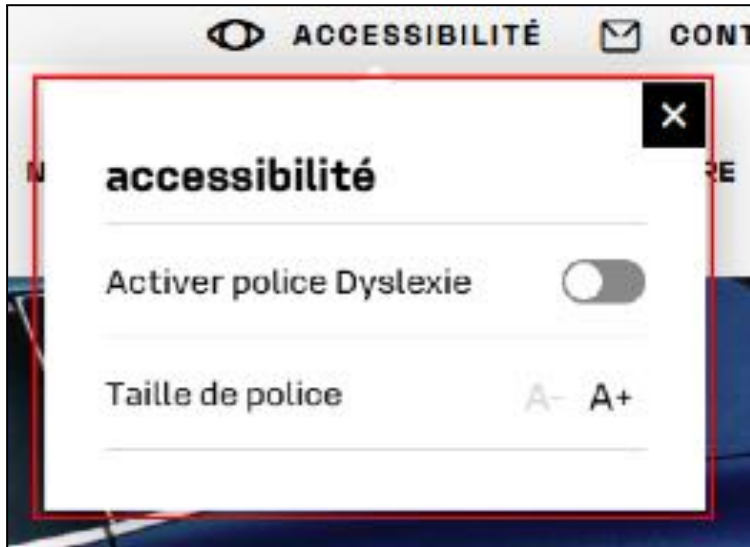 ACCESSIBILITÉ
accessibilité
Activer police Dyslexie
Taille de police A- A+